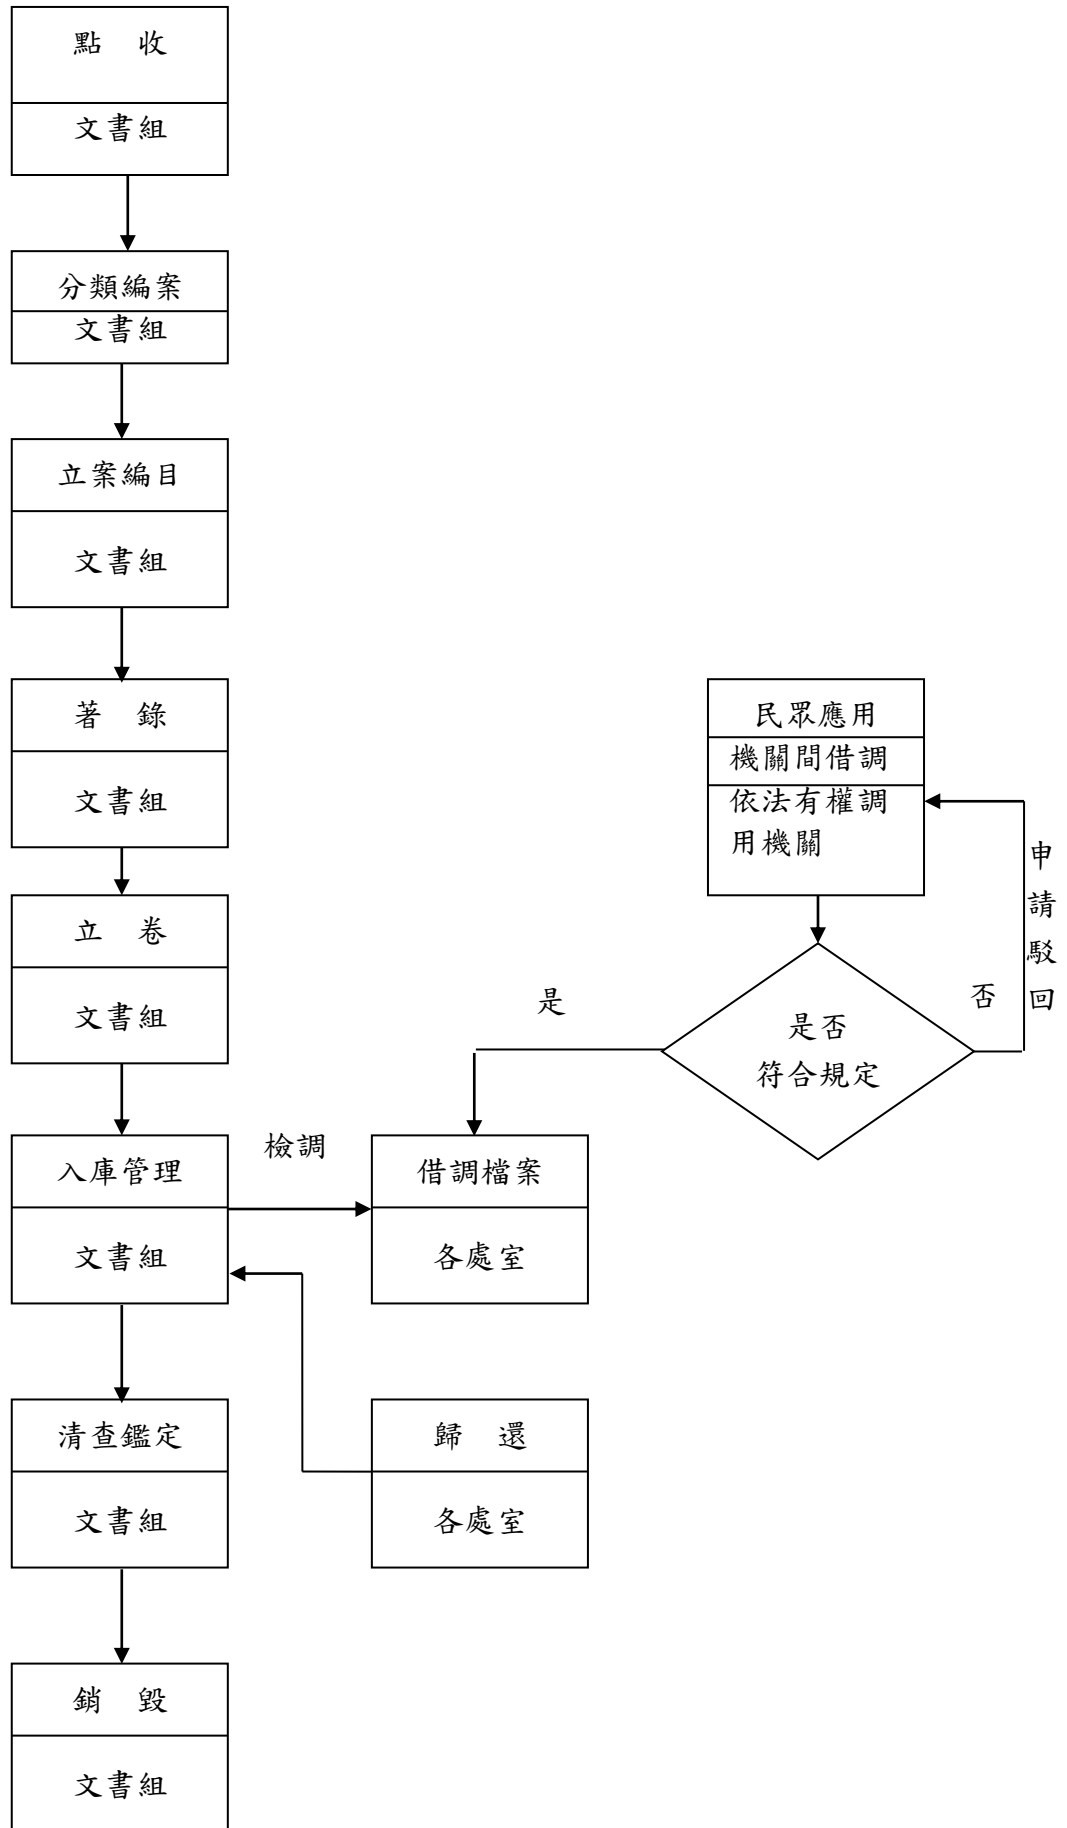 點　收
文書組
分類編案
文書組
立案編目
文書組
著　錄
文書組
立　卷
文書組
入庫管理
文書組
檢調
借調檔案
各處室
民眾應用
機關間借調
依法有權調
用機關
是否
符合規定
是
否
申請駁回
歸　還
各處室
清查鑑定
文書組
銷　毀
文書組